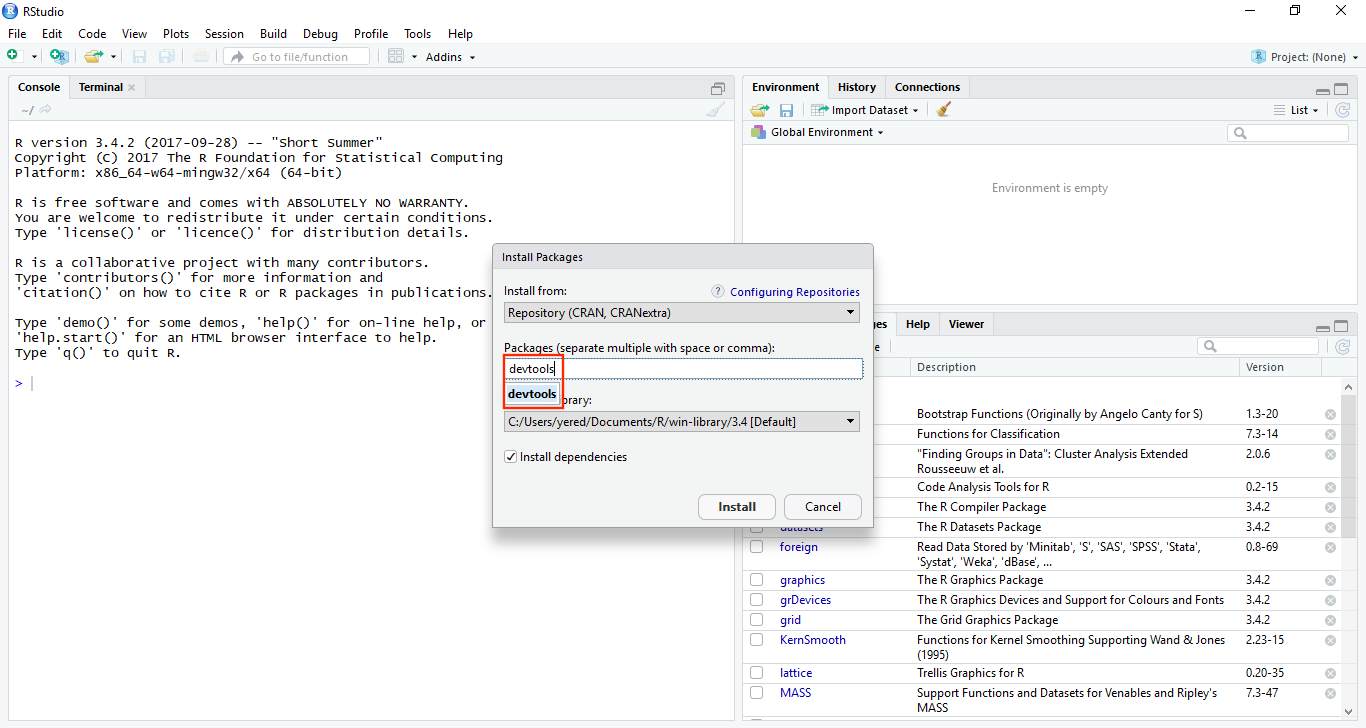 RStudio
File Edit Code View Plots Session Build Debug Profile Tools Help
Go to file/function Addins Project: (None)
Console Terminal
~/
R version 3.4.2 (2017-09-28) -- "Short Summer"
Copyright (C) 2017 The R Foundation for Statistical Computing
Platform: x86_64-w64-mingw32/x64 (64-bit)
R is free software and comes with ABSOLUTELY NO WARRANTY.
You are welcome to redistribute it under certain conditions.
Type 'license()' or 'licence()' for distribution details.
R is a collaborative project with many contributors.
Type 'contributors()' for more information and
'citation()' on how to cite R or R packages in publications.
Type 'demo()' for some demos, 'help()' for on-line help, or
'help.start()' for an HTML browser interface to help.
Type 'q()' to quit R.
>
Environment History Connections
Import Dataset List
Global Environment
Environment is empty
Install Packages
Install from: ? Configuring Repositories
Repository (CRAN, CRANextra)
Packages (separate multiple with space or comma):
devtools
devtools
C:/Users/yered/Documents/R/win-library/3.4 [Default]
Install dependencies
Install Cancel
Help Viewer
Description Version
Bootstrap Functions (Originally by Angelo Canty for S) 1.3-20
Functions for Classification 7.3-14
"Finding Groups in Data": Cluster Analysis Extended 2.0.6
Rousseeuw et al.
Code Analysis Tools for R 0.2-15
The R Compiler Package 3.4.2
datasets The R Datasets Package 3.4.2
foreign Read Data Stored by 'Minitab', 'S', 'SAS', 'SPSS', 'Stata', 0.8-69
'Systat', 'Weka', 'dBase', ...
graphics The R Graphics Package 3.4.2
grDevices The R Graphics Devices and Support for Colours and Fonts 3.4.2
grid The Grid Graphics Package 3.4.2
KernSmooth Functions for Kernel Smoothing Supporting Wand & Jones 2.23-15
(1995)
lattice Trellis Graphics for R 0.20-35
MASS Support Functions and Datasets for Venables and Ripley's 7.3-47
MASS